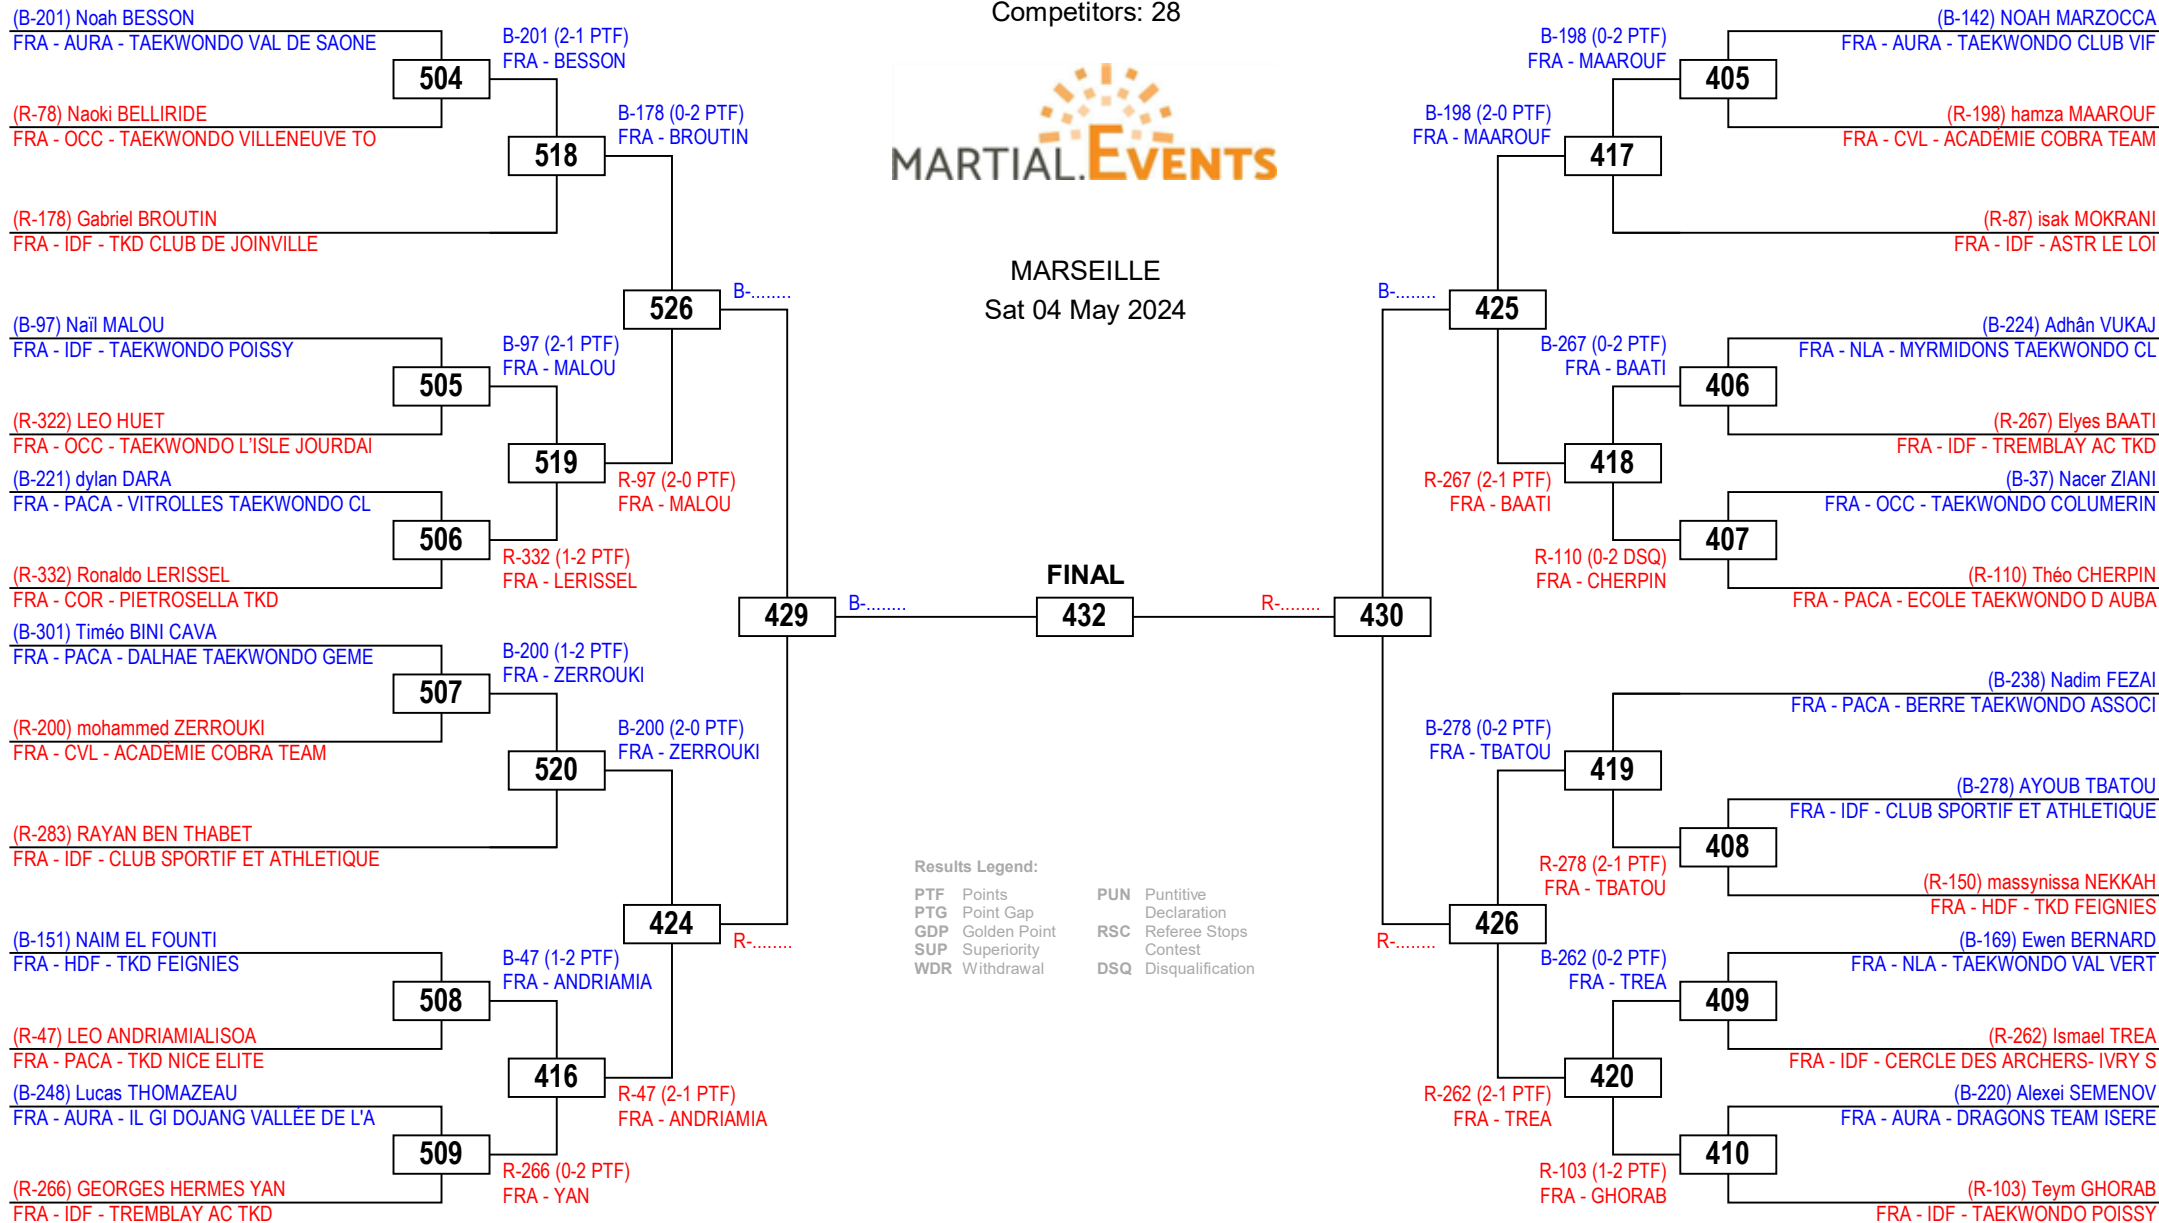 Competitors: 28
MARTIAL.EVENTS
MARSEILLE
Sat 04 May 2024
(B-201) Noah BESSON
FRA - AURA - TAEKWONDO VAL DE SAONE
504
(R-78) Naoki BELLIRIDE
FRA - OCC - TAEKWONDO VILLENEUVE TO
B-201 (2-1 PTF)
FRA - BESSON
518
(R-178) Gabriel BROUTIN
FRA - IDF - TKD CLUB DE JOINVILLE
B-178 (0-2 PTF)
FRA - BROUTIN
526
B-........
(B-97) Naïl MALOU
FRA - IDF - TAEKWONDO POISSY
505
(R-322) LEO HUET
FRA - OCC - TAEKWONDO L'ISLE JOURDAI
B-97 (2-1 PTF)
FRA - MALOU
519
R-97 (2-0 PTF)
FRA - MALOU
(B-221) dylan DARA
FRA - PACA - VITROLLES TAEKWONDO CL
506
(R-332) Ronaldo LERISSEL
FRA - COR - PIETROSELLA TKD
R-332 (1-2 PTF)
FRA - LERISSEL
429
B-........
(B-301) Timéo BINI CAVA
FRA - PACA - DALHAE TAEKWONDO GEME
507
(R-200) mohammed ZERROUKI
FRA - CVL - ACADÉMIE COBRA TEAM
B-200 (1-2 PTF)
FRA - ZERROUKI
520
(R-283) RAYAN BEN THABET
FRA - IDF - CLUB SPORTIF ET ATHLETIQUE
B-200 (2-0 PTF)
FRA - ZERROUKI
424
R-........
(B-151) NAIM EL FOUNTI
FRA - HDF - TKD FEIGNIES
508
(R-47) LEO ANDRIAMIALISOA
FRA - PACA - TKD NICE ELITE
B-47 (1-2 PTF)
FRA - ANDRIAMIA
416
R-47 (2-1 PTF)
FRA - ANDRIAMIA
(B-248) Lucas THOMAZEAU
FRA - AURA - IL GI DOJANG VALLÉE DE L'A
509
(R-266) GEORGES HERMES YAN
FRA - IDF - TREMBLAY AC TKD
R-266 (0-2 PTF)
FRA - YAN
FINAL
432
Results Legend:
PTF Points
PTG Point Gap
GDP Golden Point
SUP Superiority
WDR Withdrawal
PUN Puntitive
Declaration
RSC Referee Stops
Contest
DSQ Disqualification
(B-142) NOAH MARZOCCA
FRA - AURA - TAEKWONDO CLUB VIF
405
(R-198) hamza MAAROUF
FRA - CVL - ACADÉMIE COBRA TEAM
B-198 (0-2 PTF)
FRA - MAAROUF
417
(R-87) isak MOKRANI
FRA - IDF - ASTR LE LOI
B-198 (2-0 PTF)
FRA - MAAROUF
425
B-........
(B-224) Adhân VUKAJ
FRA - NLA - MYRMIDONS TAEKWONDO CL
406
(R-267) Elyes BAATI
FRA - IDF - TREMBLAY AC TKD
B-267 (0-2 PTF)
FRA - BAATI
418
R-267 (2-1 PTF)
FRA - BAATI
(B-37) Nacer ZIANI
FRA - OCC - TAEKWONDO COLUMERIN
407
(R-110) Théo CHERPIN
FRA - PACA - ECOLE TAEKWONDO D AUBA
R-110 (0-2 DSQ)
FRA - CHERPIN
R-........
430
(B-238) Nadim FEZAI
FRA - PACA - BERRE TAEKWONDO ASSOCI
B-278 (0-2 PTF)
FRA - TBATOU
419
(B-278) AYOUB TBATOU
FRA - IDF - CLUB SPORTIF ET ATHLETIQUE
408
(R-150) massynissa NEKKAH
FRA - HDF - TKD FEIGNIES
R-278 (2-1 PTF)
FRA - TBATOU
426
R-........
(B-169) Ewen BERNARD
FRA - NLA - TAEKWONDO VAL VERT
409
(R-262) Ismael TREA
FRA - IDF - CERCLE DES ARCHERS- IVRY S
B-262 (0-2 PTF)
FRA - TREA
420
R-262 (2-1 PTF)
FRA - TREA
(B-220) Alexei SEMENOV
FRA - AURA - DRAGONS TEAM ISERE
410
(R-103) Teym GHORAB
FRA - IDF - TAEKWONDO POISSY
R-103 (1-2 PTF)
FRA - GHORAB